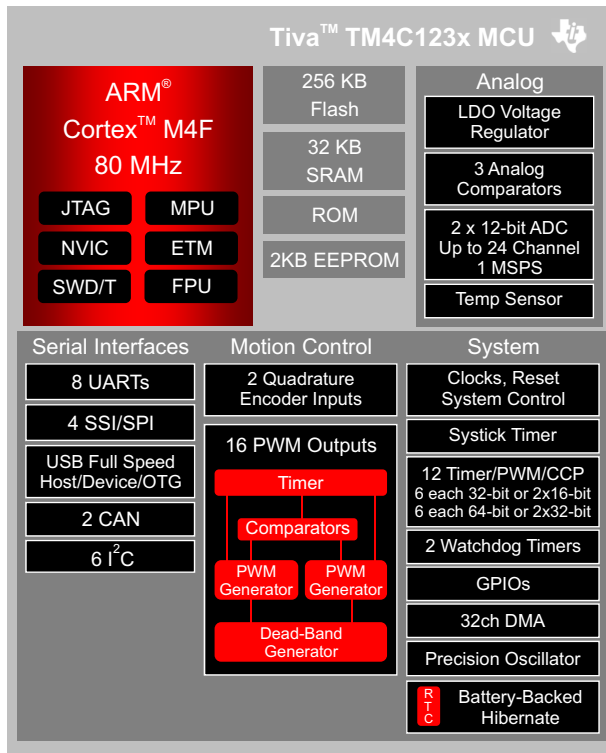 Tiva™ TM4C123x MCU
ARM®
Cortex™ M4F
80 MHz
JTAG
MPU
NVIC
ETM
SWD/T
FPU
256 KB
Flash
32 KB
SRAM
ROM
2KB EEPROM
Analog
LDO Voltage
Regulator
3 Analog
Comparators
2 x 12-bit ADC
Up to 24 Channel
1 MSPS
Temp Sensor
Serial Interfaces
8 UARTs
4 SSI/SPI
USB Full Speed
Host/Device/OTG
2 CAN
6 I²C
Motion Control
2 Quadrature
Encoder Inputs
16 PWM Outputs
Timer
Comparators
PWM
Generator
PWM
Generator
Dead-Band
Generator
System
Clocks, Reset
System Control
Systick Timer
12 Timer/PWM/CCP
6 each 32-bit or 2x16-bit
6 each 64-bit or 2x32-bit
2 Watchdog Timers
GPIOs
32ch DMA
Precision Oscillator
RTC
Battery-Backed
Hibernate